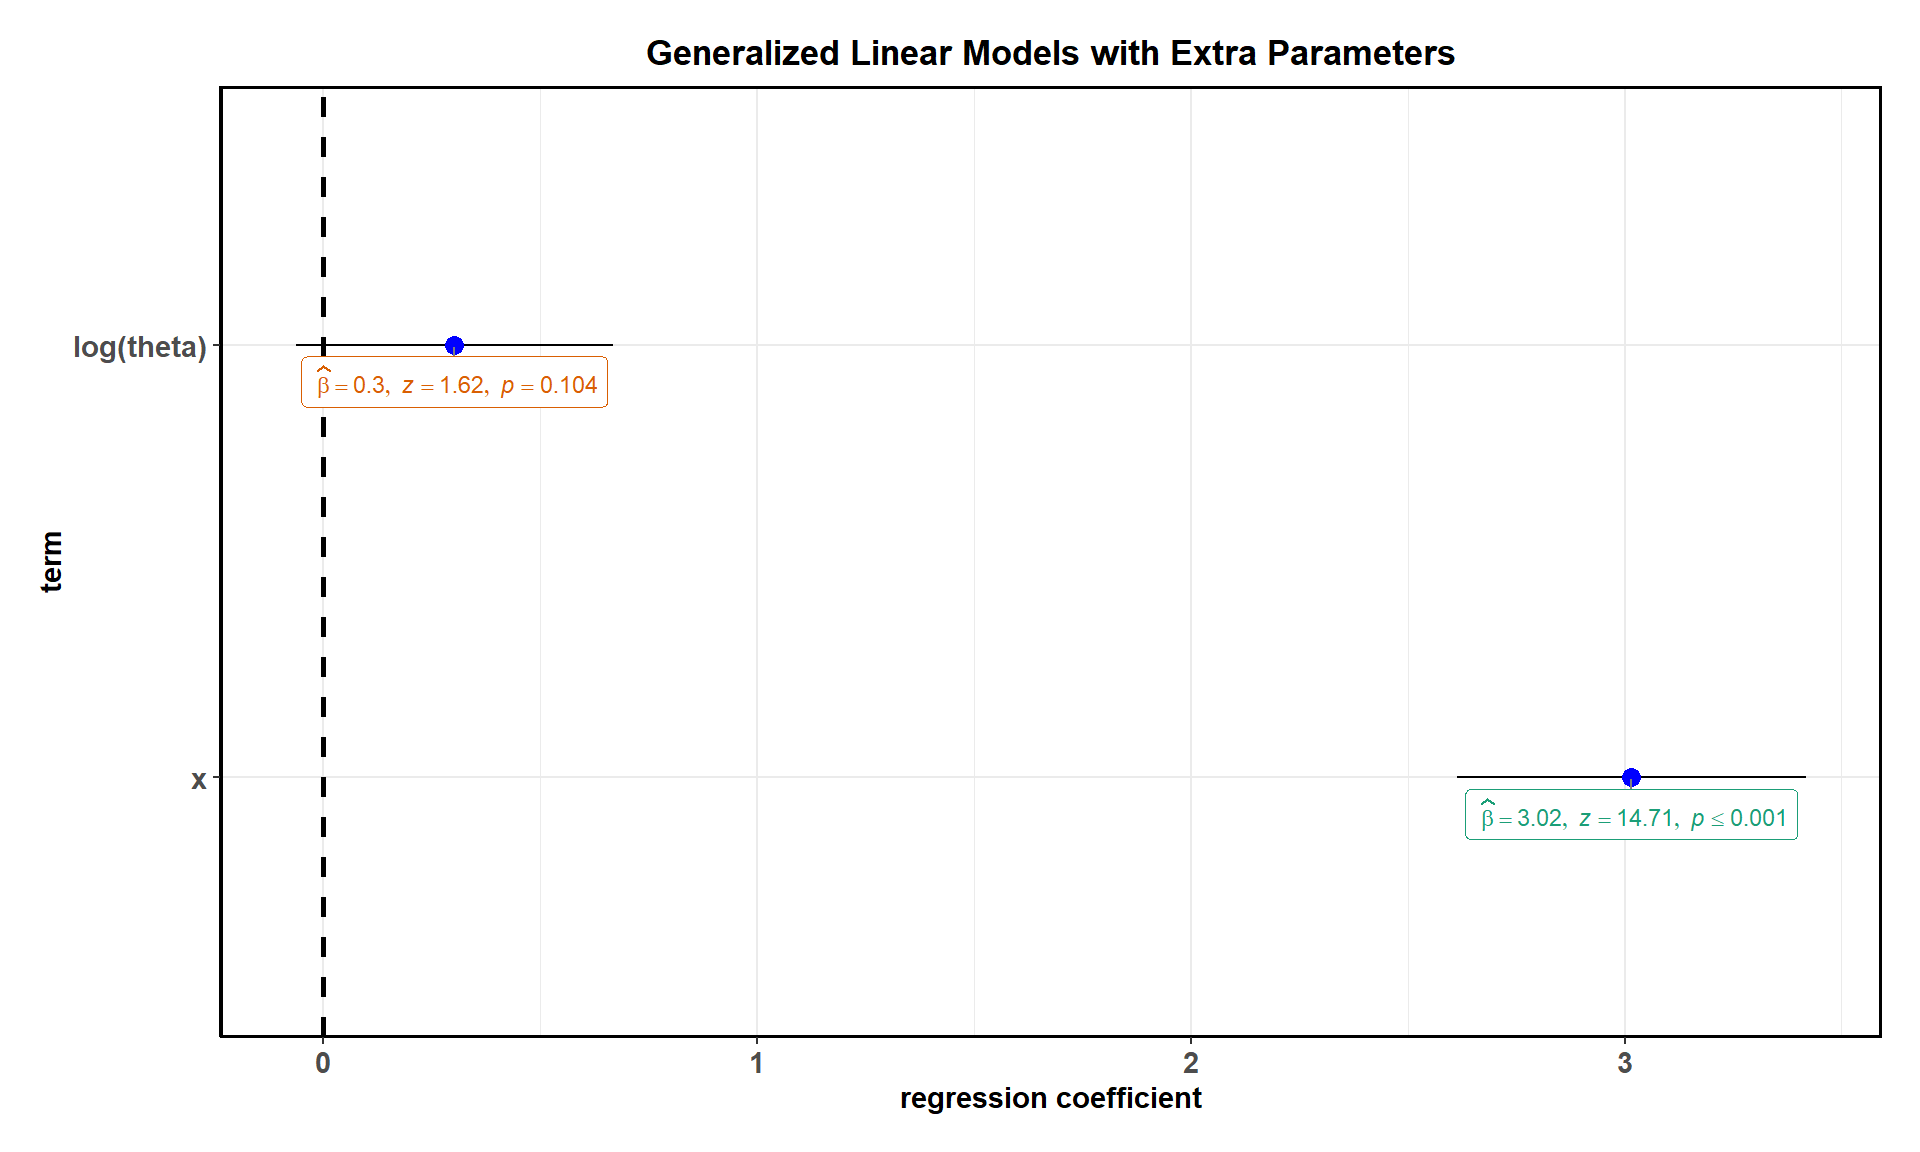 Generalized Linear Models with Extra Parameters
log(theta)
β̂ = 0.3, z = 1.62, p = 0.104
term
x
β̂ = 3.02, z = 14.71, p ≤ 0.001
0 1 2 3
regression coefficient